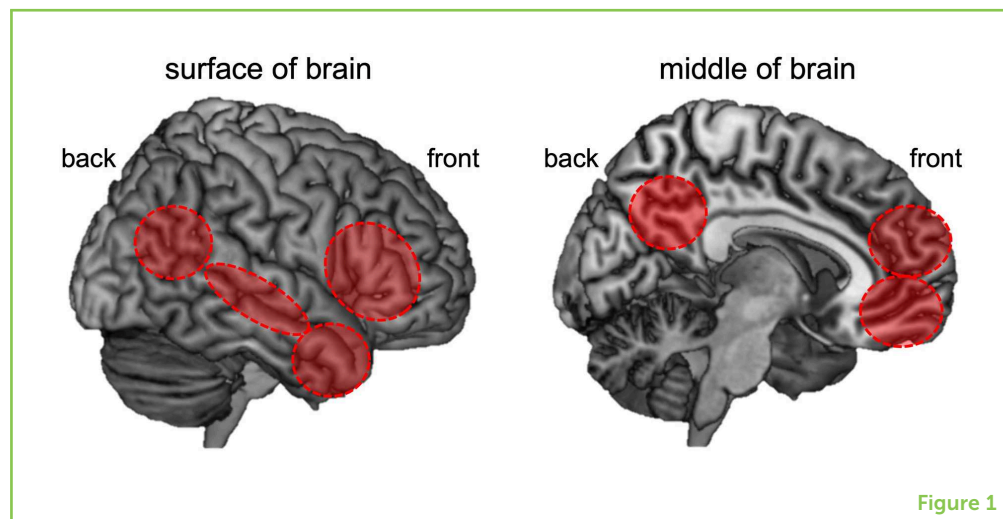 surface of brain
middle of brain
back
front
back
front
Figure 1